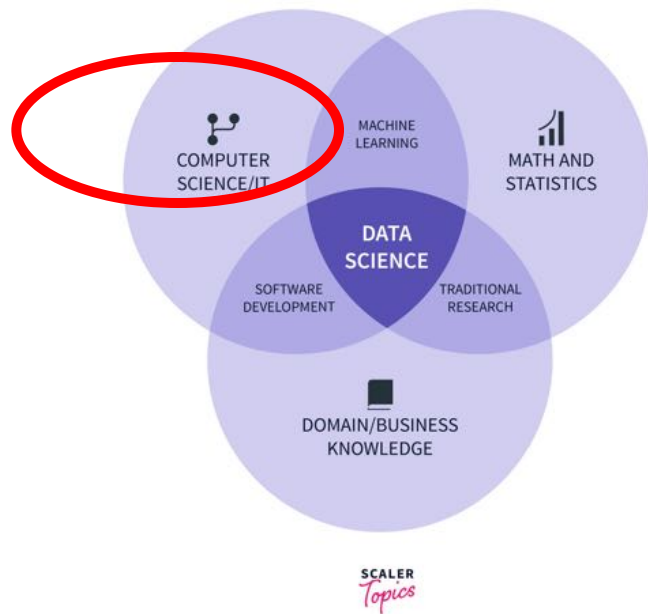 COMPUTER
SCIENCE/IT
MACHINE
LEARNING
MATH AND
STATISTICS
DATA
SCIENCE
SOFTWARE
DEVELOPMENT
TRADITIONAL
RESEARCH
DOMAIN/BUSINESS
KNOWLEDGE
SCALER
Topics